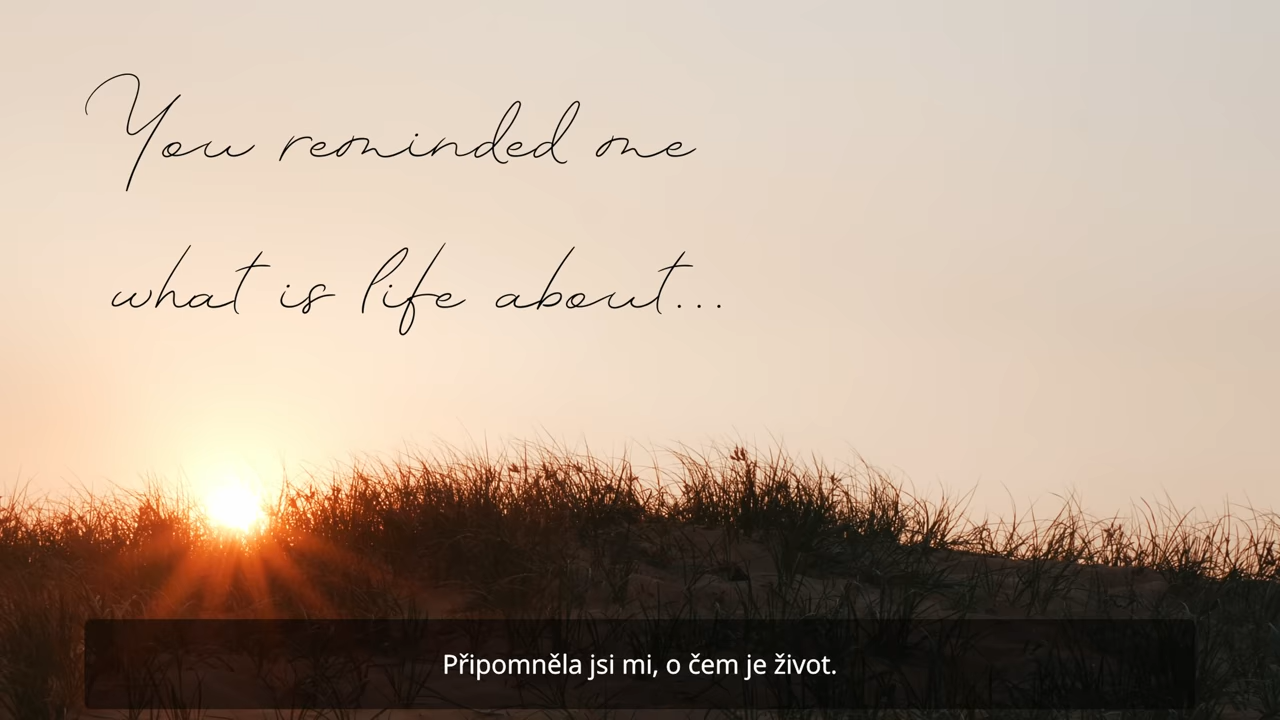 You reminded me
what is life about...
Připomněla jsi mi, o čem je život.